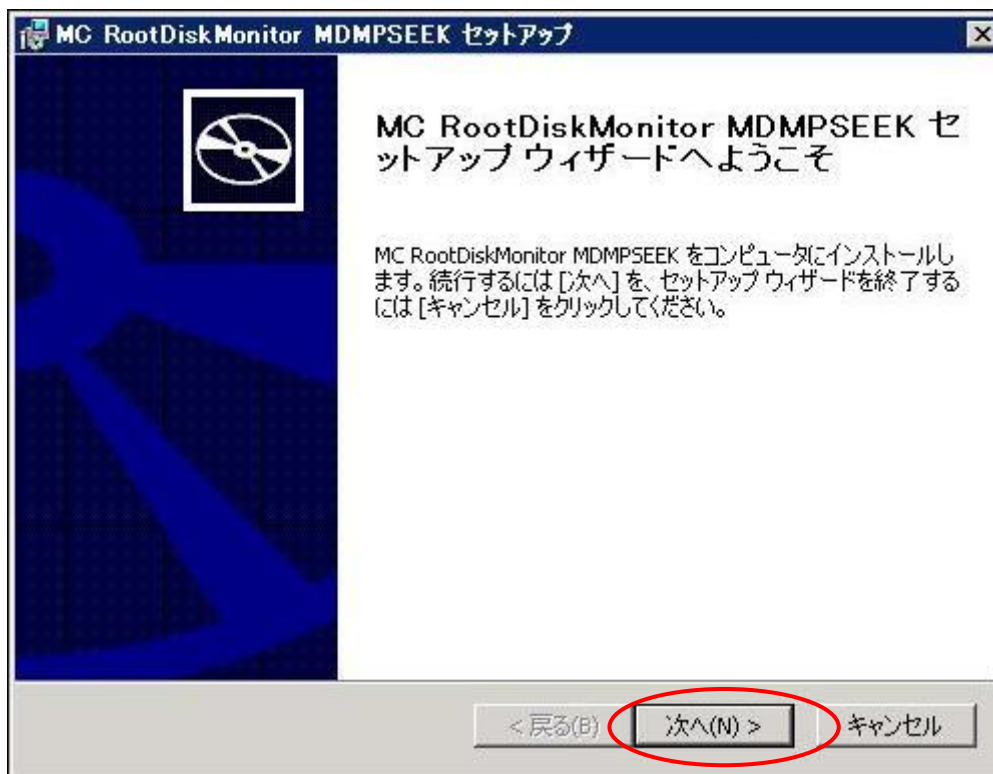 MC RootDiskMonitor MDMPSEEK セットアップ
MC RootDiskMonitor MDMPSEEK セ
ットアップ ウィザードへようこそ
MC RootDiskMonitor MDMPSEEK をコンピュータにインストールし
ます。続行するには [次へ] を、セットアップ ウィザードを終了する
には [キャンセル] をクリックしてください。
< 戻る(B) 次へ(N) > キャンセル